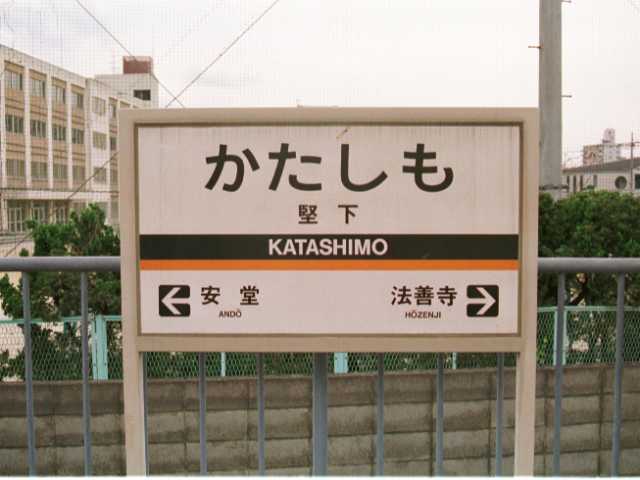 かたしも
堅下
KATASHIMO
安堂 法善寺
ANDŌ HŌZENJI